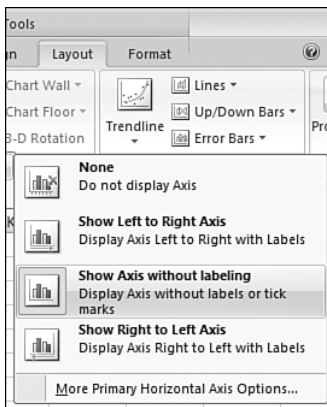 Tools
gn Layout Format
Chart Wall
Lines
Chart Floor
Up/Down Bars
3-D Rotation
Trendline
Error Bars
Pro
None
Do not display Axis
Show Left to Right Axis
Display Axis Left to Right with Labels
Show Axis without labeling
Display Axis without labels or tick
marks
Show Right to Left Axis
Display Axis Right to Left with Labels
More Primary Horizontal Axis Options...